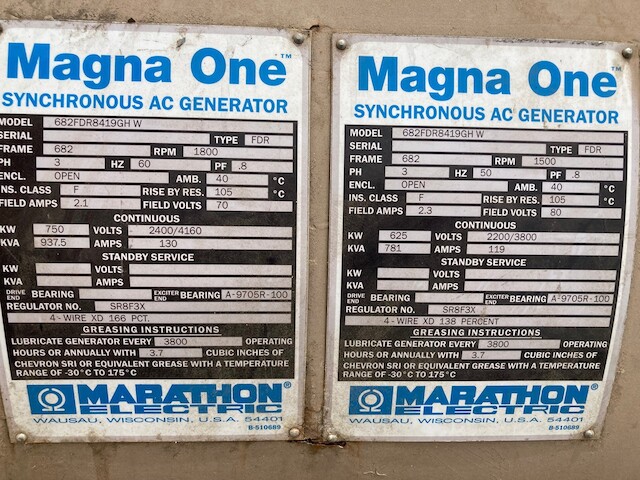 Magna One™
SYNCHRONOUS AC GENERATOR
MODEL 682FDR8419GH W
SERIAL TYPE FDR
FRAME 682 RPM 1800
PH 3 HZ 60 PF .8
ENCL. OPEN AMB. 40 °C
INS. CLASS F RISE BY RES. 105 °C
FIELD AMPS 2.1 FIELD VOLTS 70
CONTINUOUS
KW 750 VOLTS 2400/4160
KVA 937.5 AMPS 130
STANDBY SERVICE
KW VOLTS
KVA AMPS
DRIVE END BEARING EXCITER END BEARING A-9705R-100
REGULATOR NO. SR8F3X
4-WIRE XD 166 PCT.
GREASING INSTRUCTIONS
LUBRICATE GENERATOR EVERY 3800 OPERATING
HOURS OR ANNUALLY WITH 3.7 CUBIC INCHES OF
CHEVRON SRI OR EQUIVALENT GREASE WITH A TEMPERATURE
RANGE OF -30°C TO 175°C
MARATHON®
ELECTRIC
WAUSAU, WISCONSIN, U.S.A. 54401
B-510689
Magna One™
SYNCHRONOUS AC GENERATOR
MODEL 682FDR8419GH W
SERIAL TYPE FDR
FRAME 682 RPM 1500
PH 3 HZ 50 PF .8
ENCL. OPEN AMB. 40 °C
INS. CLASS F RISE BY RES. 105 °C
FIELD AMPS 2.3 FIELD VOLTS 80
CONTINUOUS
KW 625 VOLTS 2200/3800
KVA 781 AMPS 119
STANDBY SERVICE
KW VOLTS
KVA AMPS
DRIVE END BEARING EXCITER END BEARING A-9705R-100
REGULATOR NO. SR8F3X
4-WIRE XD 138 PERCENT
GREASING INSTRUCTIONS
LUBRICATE GENERATOR EVERY 3800 OPERATING
HOURS OR ANNUALLY WITH 3.7 CUBIC INCHES OF
CHEVRON SRI OR EQUIVALENT GREASE WITH A TEMPERATURE
RANGE OF -30°C TO 175°C
MARATHON®
ELECTRIC
WAUSAU, WISCONSIN, U.S.A. 54401
B-510689